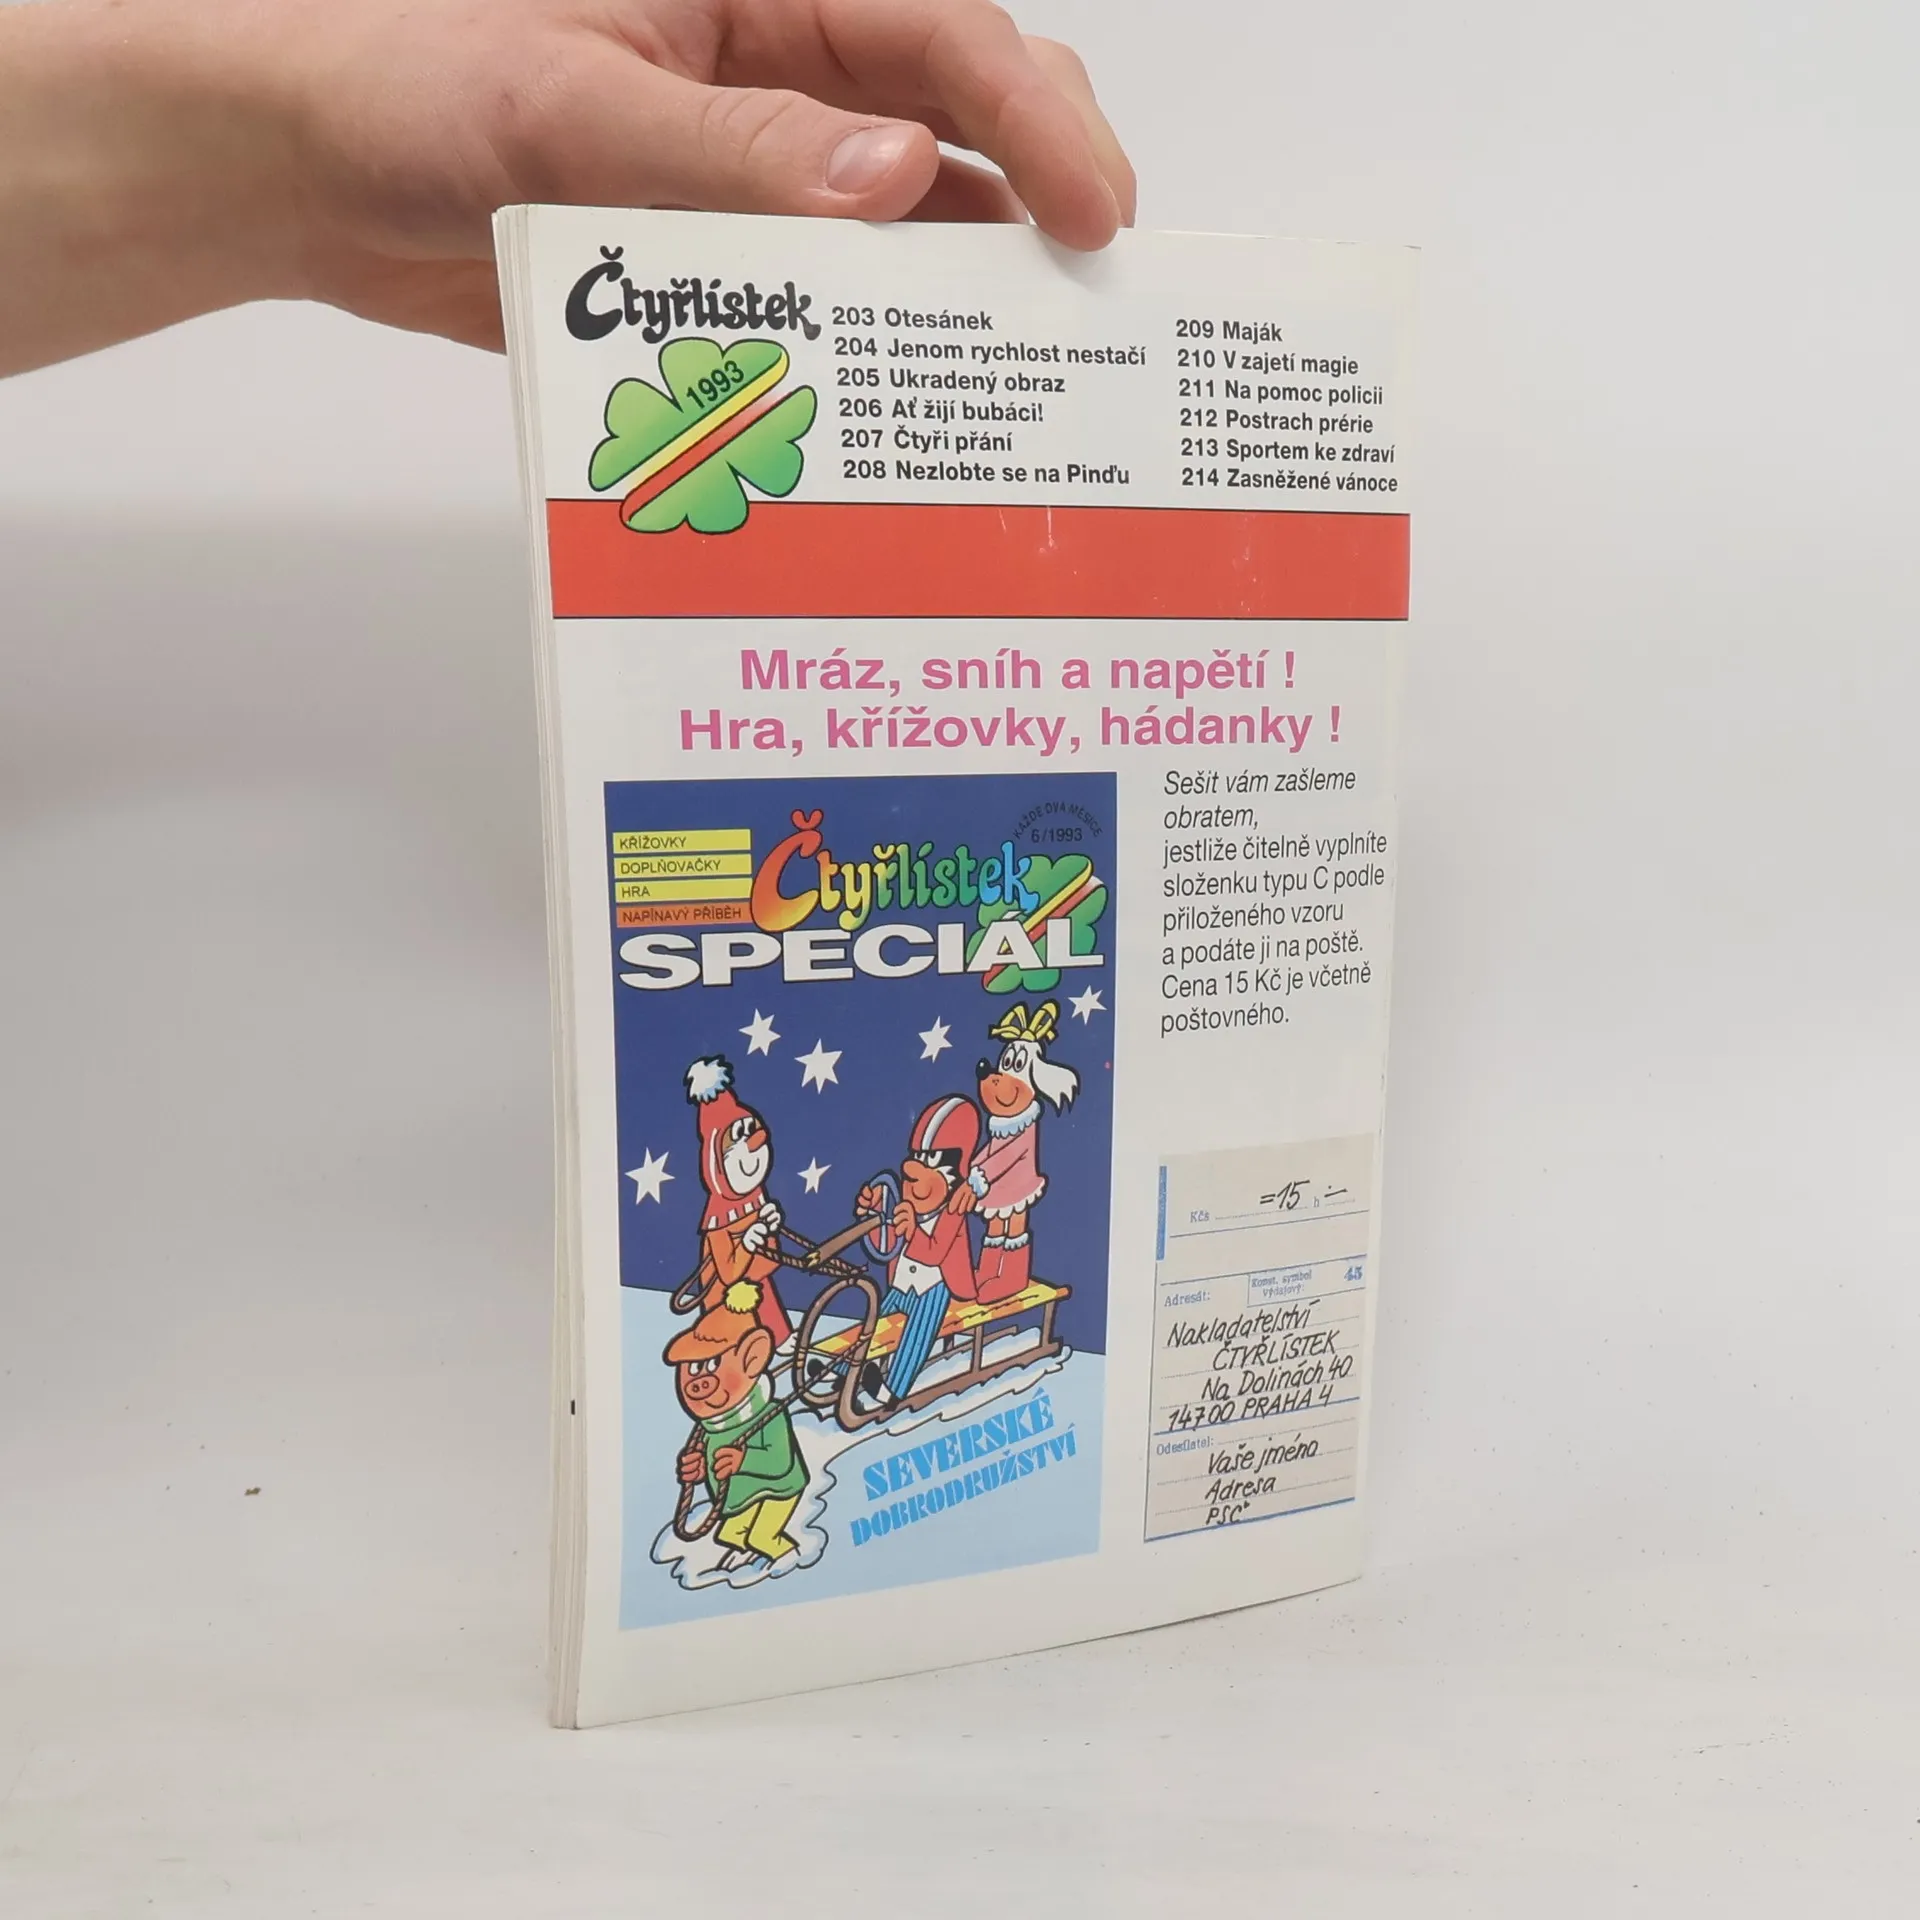 Čtyřlístek
1993
203 Otesánek
204 Jenom rychlost nestačí
205 Ukradený obraz
206 Ať žijí bubáci!
207 Čtyři přání
208 Nezlobte se na Pinďu
209 Maják
210 V zajetí magie
211 Na pomoc policii
212 Postrach prérie
213 Sportem ke zdraví
214 Zasněžené vánoce
Mráz, sníh a napětí !
Hra, křížovky, hádanky !
KŘÍŽOVKY
DOPLŇOVAČKY
HRA
NAPÍNAVÝ PŘÍBĚH
KAŽDÉ DVA MĚSÍCE
6/1993
Čtyřlístek
SPECIÁL
SEVERSKÉ
DOBRODRUŽSTVÍ
Sešit vám zašleme
obratem,
jestliže čitelně vyplníte
složenku typu C podle
přiloženého vzoru
a podáte ji na poště.
Cena 15 Kč je včetně
poštovného.
Kčs =15 h ÷
Konst. symbol
výdajový: 45
Adresát:
Nakladatelství
ČTYŘLÍSTEK
Na Dolinách 40
14700 PRAHA 4
Odesílatel:
Vaše jméno
Adresa
PSČ